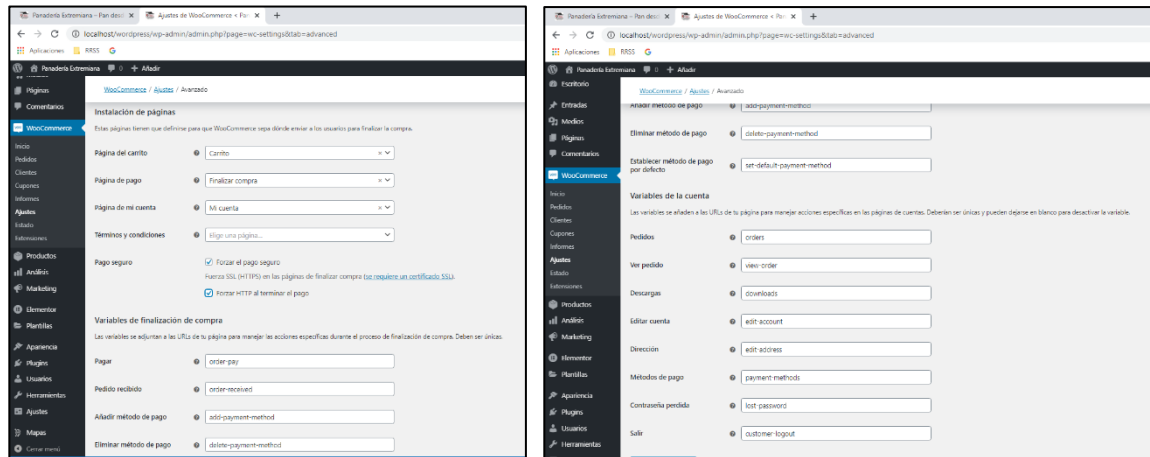 Panadería Extremiana – Pan desd
Ajustes de WooCommerce < Pan
localhost/wordpress/wp-admin/admin.php?page=wc-settings&tab=advanced
Aplicaciones
RRSS
Panadería Extremiana 0 + Añadir
Páginas
Comentarios
WooCommerce
Inicio
Pedidos
Clientes
Cupones
Informes
Ajustes
Estado
Extensiones
Productos
Análisis
Marketing
Elementor
Plantillas
Apariencia
Plugins
Usuarios
Herramientas
Ajustes
Mapas
Cerrar menú
WooCommerce / Ajustes / Avanzado
Instalación de páginas
Estas páginas tienen que definirse para que WooCommerce sepa dónde enviar a los usuarios para finalizar la compra.
Página del carrito Carrito
Página de pago Finalizar compra
Página de mi cuenta Mi cuenta
Términos y condiciones Elige una página...
Pago seguro Forzar el pago seguro
Fuerza SSL (HTTPS) en las páginas de finalizar compra (se requiere un certificado SSL).
Forzar HTTP al terminar el pago
Variables de finalización de compra
Las variables se adjuntan a las URLs de tu página para manejar las acciones específicas durante el proceso de finalización de compra. Deben ser únicas.
Pagar order-pay
Pedido recibido order-received
Añadir método de pago add-payment-method
Eliminar método de pago delete-payment-method
Panadería Extremiana – Pan desd
Ajustes de WooCommerce < Pan
localhost/wordpress/wp-admin/admin.php?page=wc-settings&tab=advanced
Aplicaciones
RRSS
Panadería Extremiana 0 + Añadir
Escritorio
Entradas
Medios
Páginas
Comentarios
WooCommerce
Inicio
Pedidos
Clientes
Cupones
Informes
Ajustes
Estado
Extensiones
Productos
Análisis
Marketing
Elementor
Plantillas
Apariencia
Plugins
Usuarios
Herramientas
WooCommerce / Ajustes / Avanzado
Añadir método de pago add-payment-method
Eliminar método de pago delete-payment-method
Establecer método de pago
por defecto set-default-payment-method
Variables de la cuenta
Las variables se añaden a las URLs de tu página para manejar acciones específicas en las páginas de cuentas. Deberían ser únicas y pueden dejarse en blanco para desactivar la variable.
Pedidos orders
Ver pedido view-order
Descargas downloads
Editar cuenta edit-account
Dirección edit-address
Métodos de pago payment-methods
Contraseña perdida lost-password
Salir customer-logout